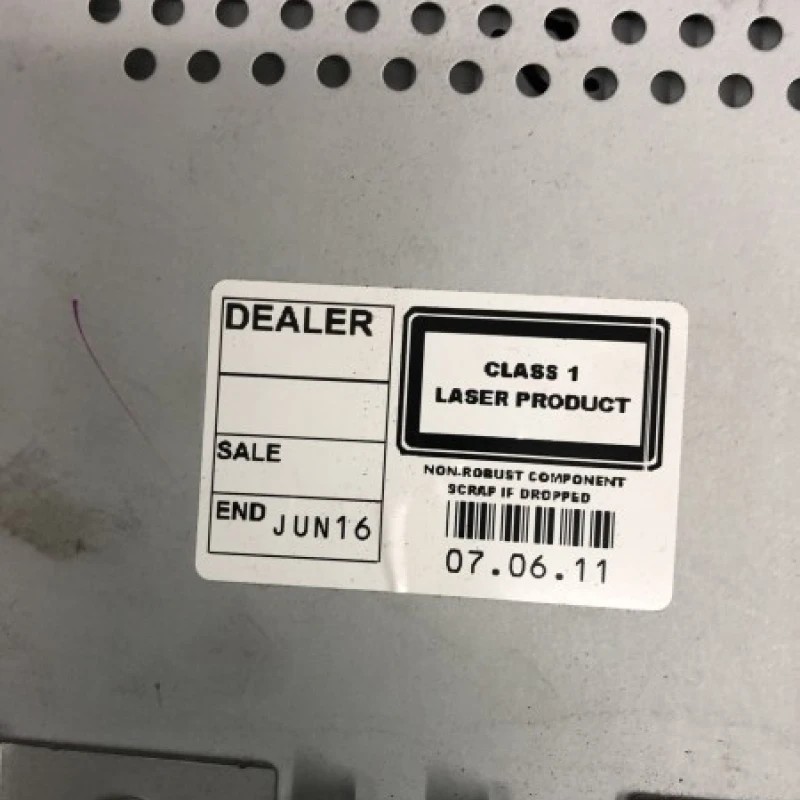 DEALER
SALE
END JUN16
CLASS 1
LASER PRODUCT
NON-ROBUST COMPONENT
SCRAP IF DROPPED
07.06.11